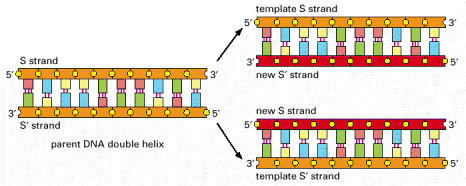 S strand
5′ 3′
3′ 5′
S′ strand
parent DNA double helix
template S strand
5′ 3′
3′ 5′
new S′ strand
new S strand
5′ 3′
3′ 5′
template S′ strand